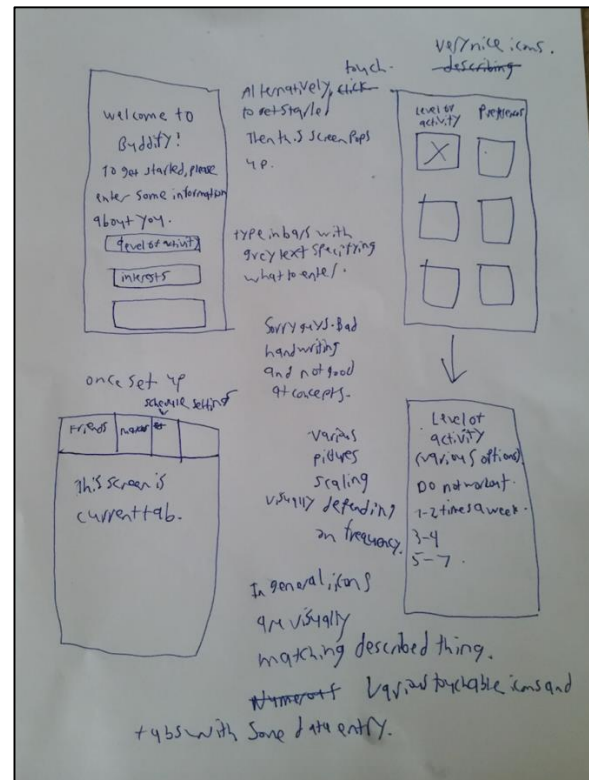 very nice icons.
describing
welcome to
Buddify!
To get started, please
enter some information
about you.
level of activity
interests
Alternatively, click touch
to get started
Then this screen pops
up.
type in bars with
grey text specifying
what to enter.
Level of
activity
Sorry guys. Bad
handwriting
and not good
at concepts.
once set up
schedule settings
Friends
This screen is
current tab.
various
pictures
scaling
visually depending
on frequency.
Level of
activity
(various options).
Do not workout.
1-2 times a week.
3-4
5-7.
In general, icons
are visually
matching described thing.
Numerous Various touchable icons and
tabs with some data entry.